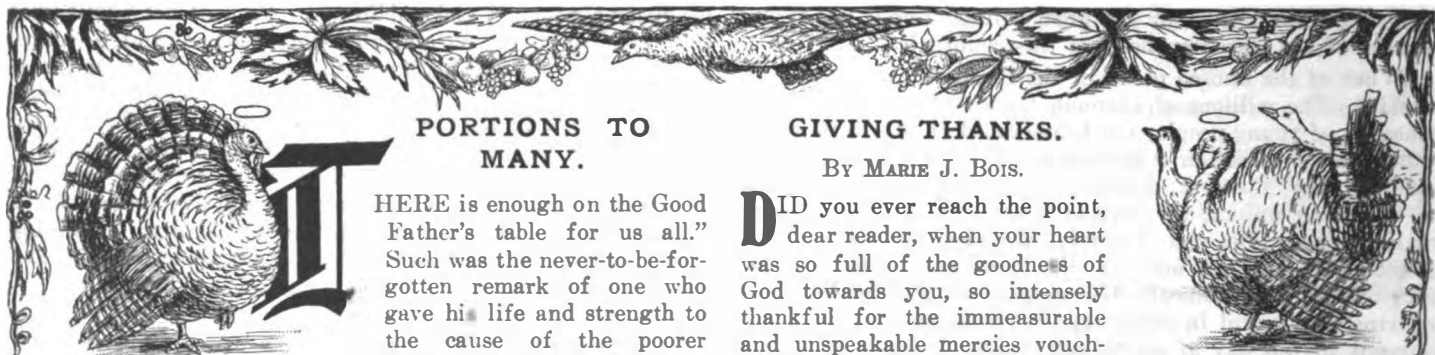 PORTIONS TO
MANY.
THERE is enough on the Good
Father's table for us all."
Such was the never-to-be-for-
gotten remark of one who
gave his life and strength to
the cause of the poorer
GIVING THANKS.
BY MARIE J. BOIS.
DID you ever reach the point,
dear reader, when your heart
was so full of the goodness of
God towards you, so intensely
thankful for the immeasurable
and unspeakable mercies vouch-